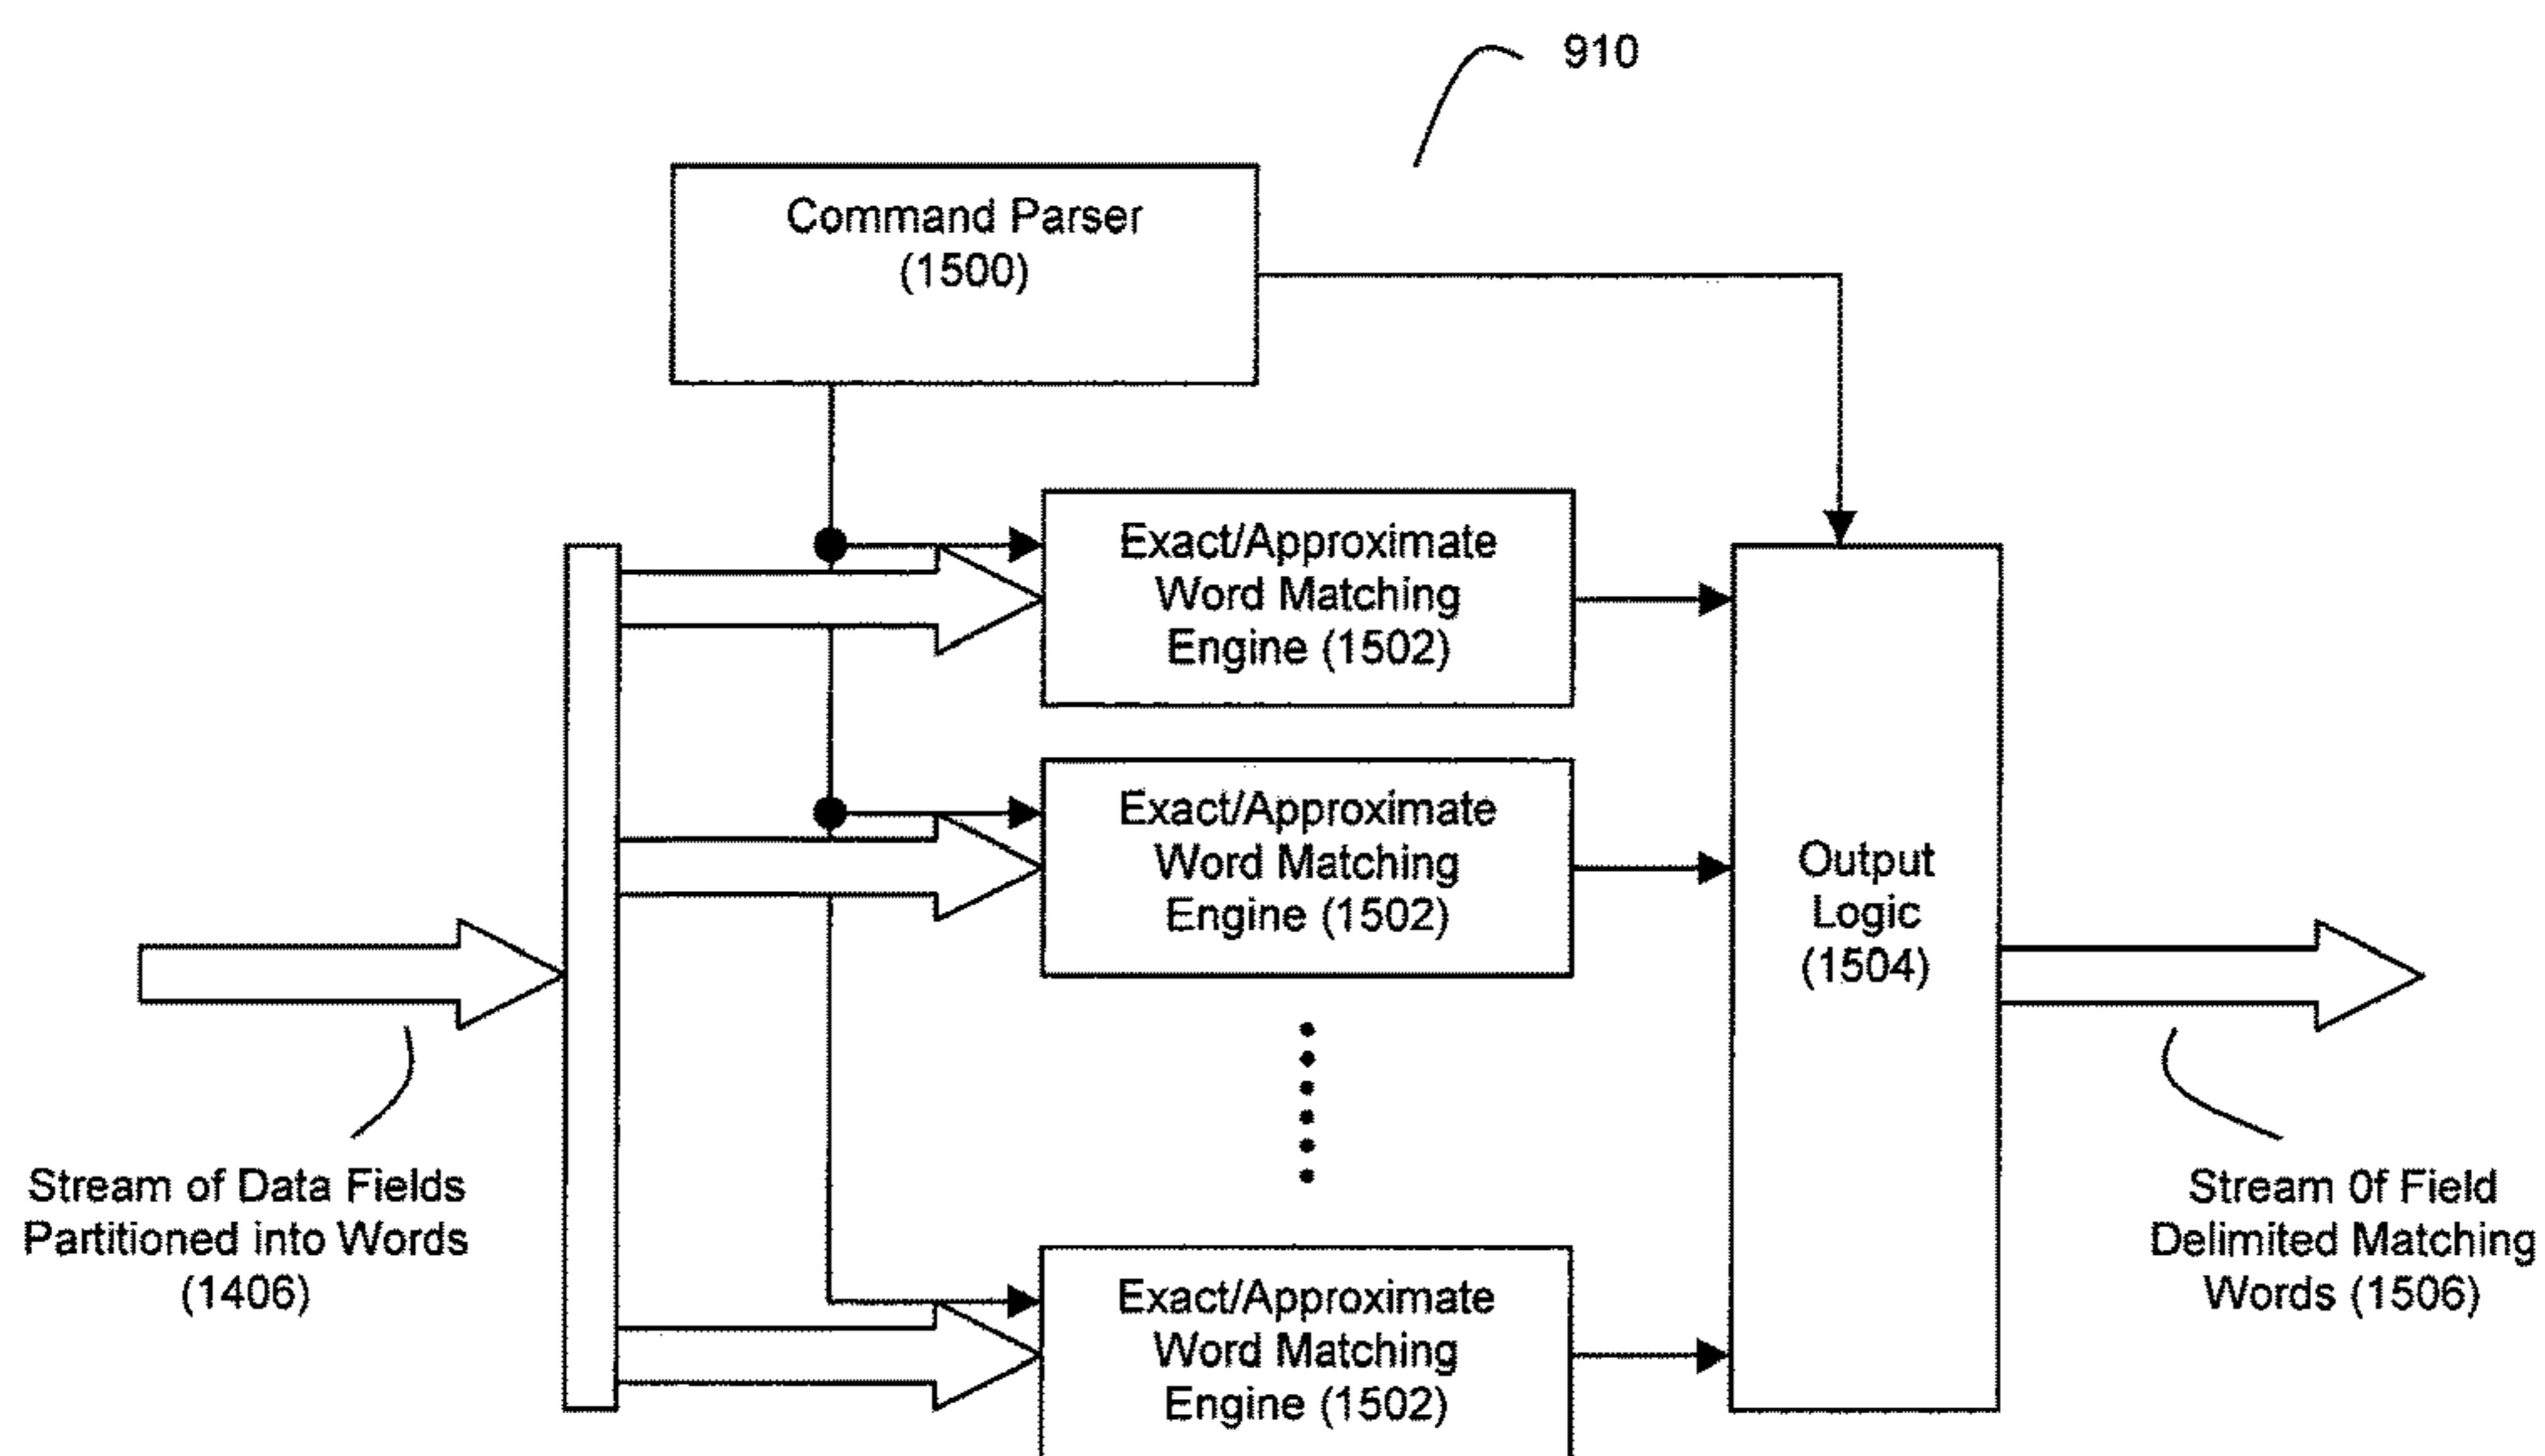 910
Command Parser
(1500)
Exact/Approximate
Word Matching
Engine (1502)
Exact/Approximate
Word Matching
Engine (1502)
Output
Logic
(1504)
Stream of Data Fields
Partitioned into Words
(1406)
Stream 0f Field
Delimited Matching
Words (1506)
Exact/Approximate
Word Matching
Engine (1502)